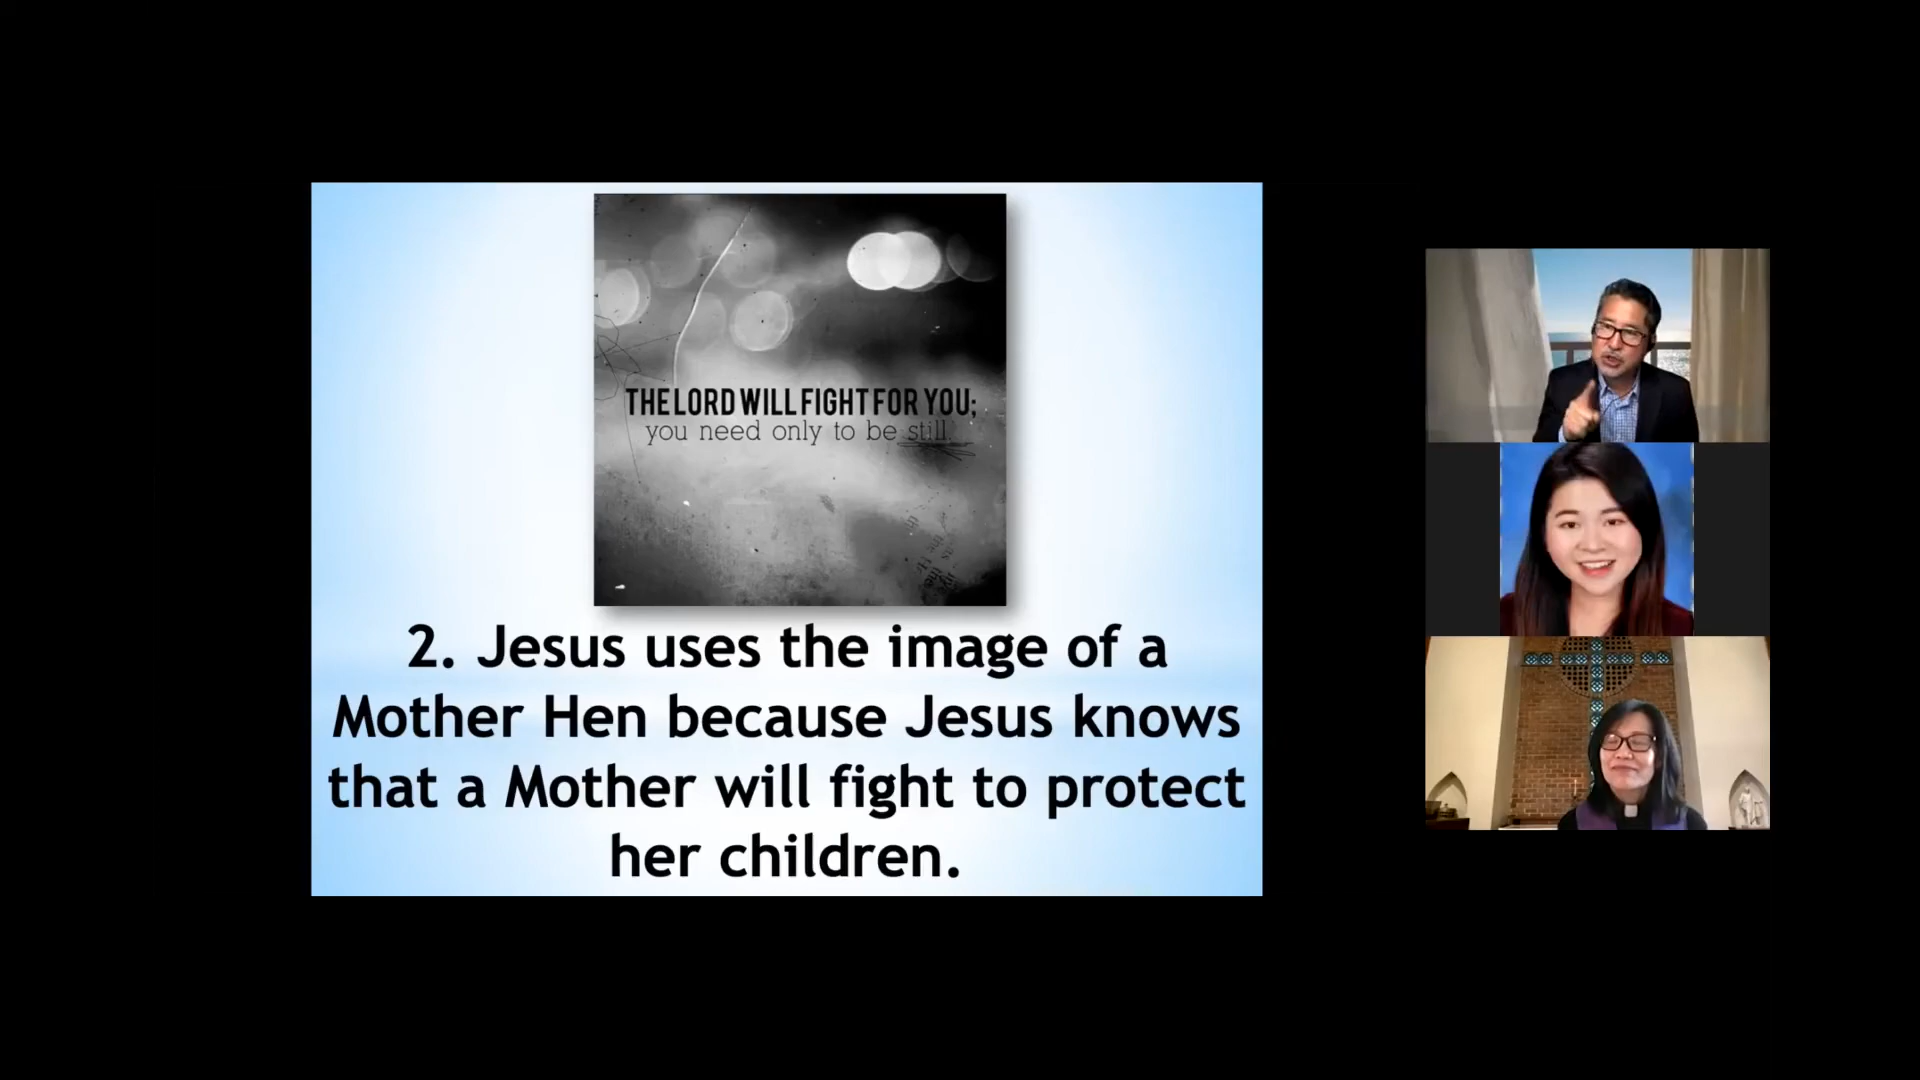 THE LORD WILL FIGHT FOR YOU;
you need only to be still.
2. Jesus uses the image of a
Mother Hen because Jesus knows
that a Mother will fight to protect
her children.